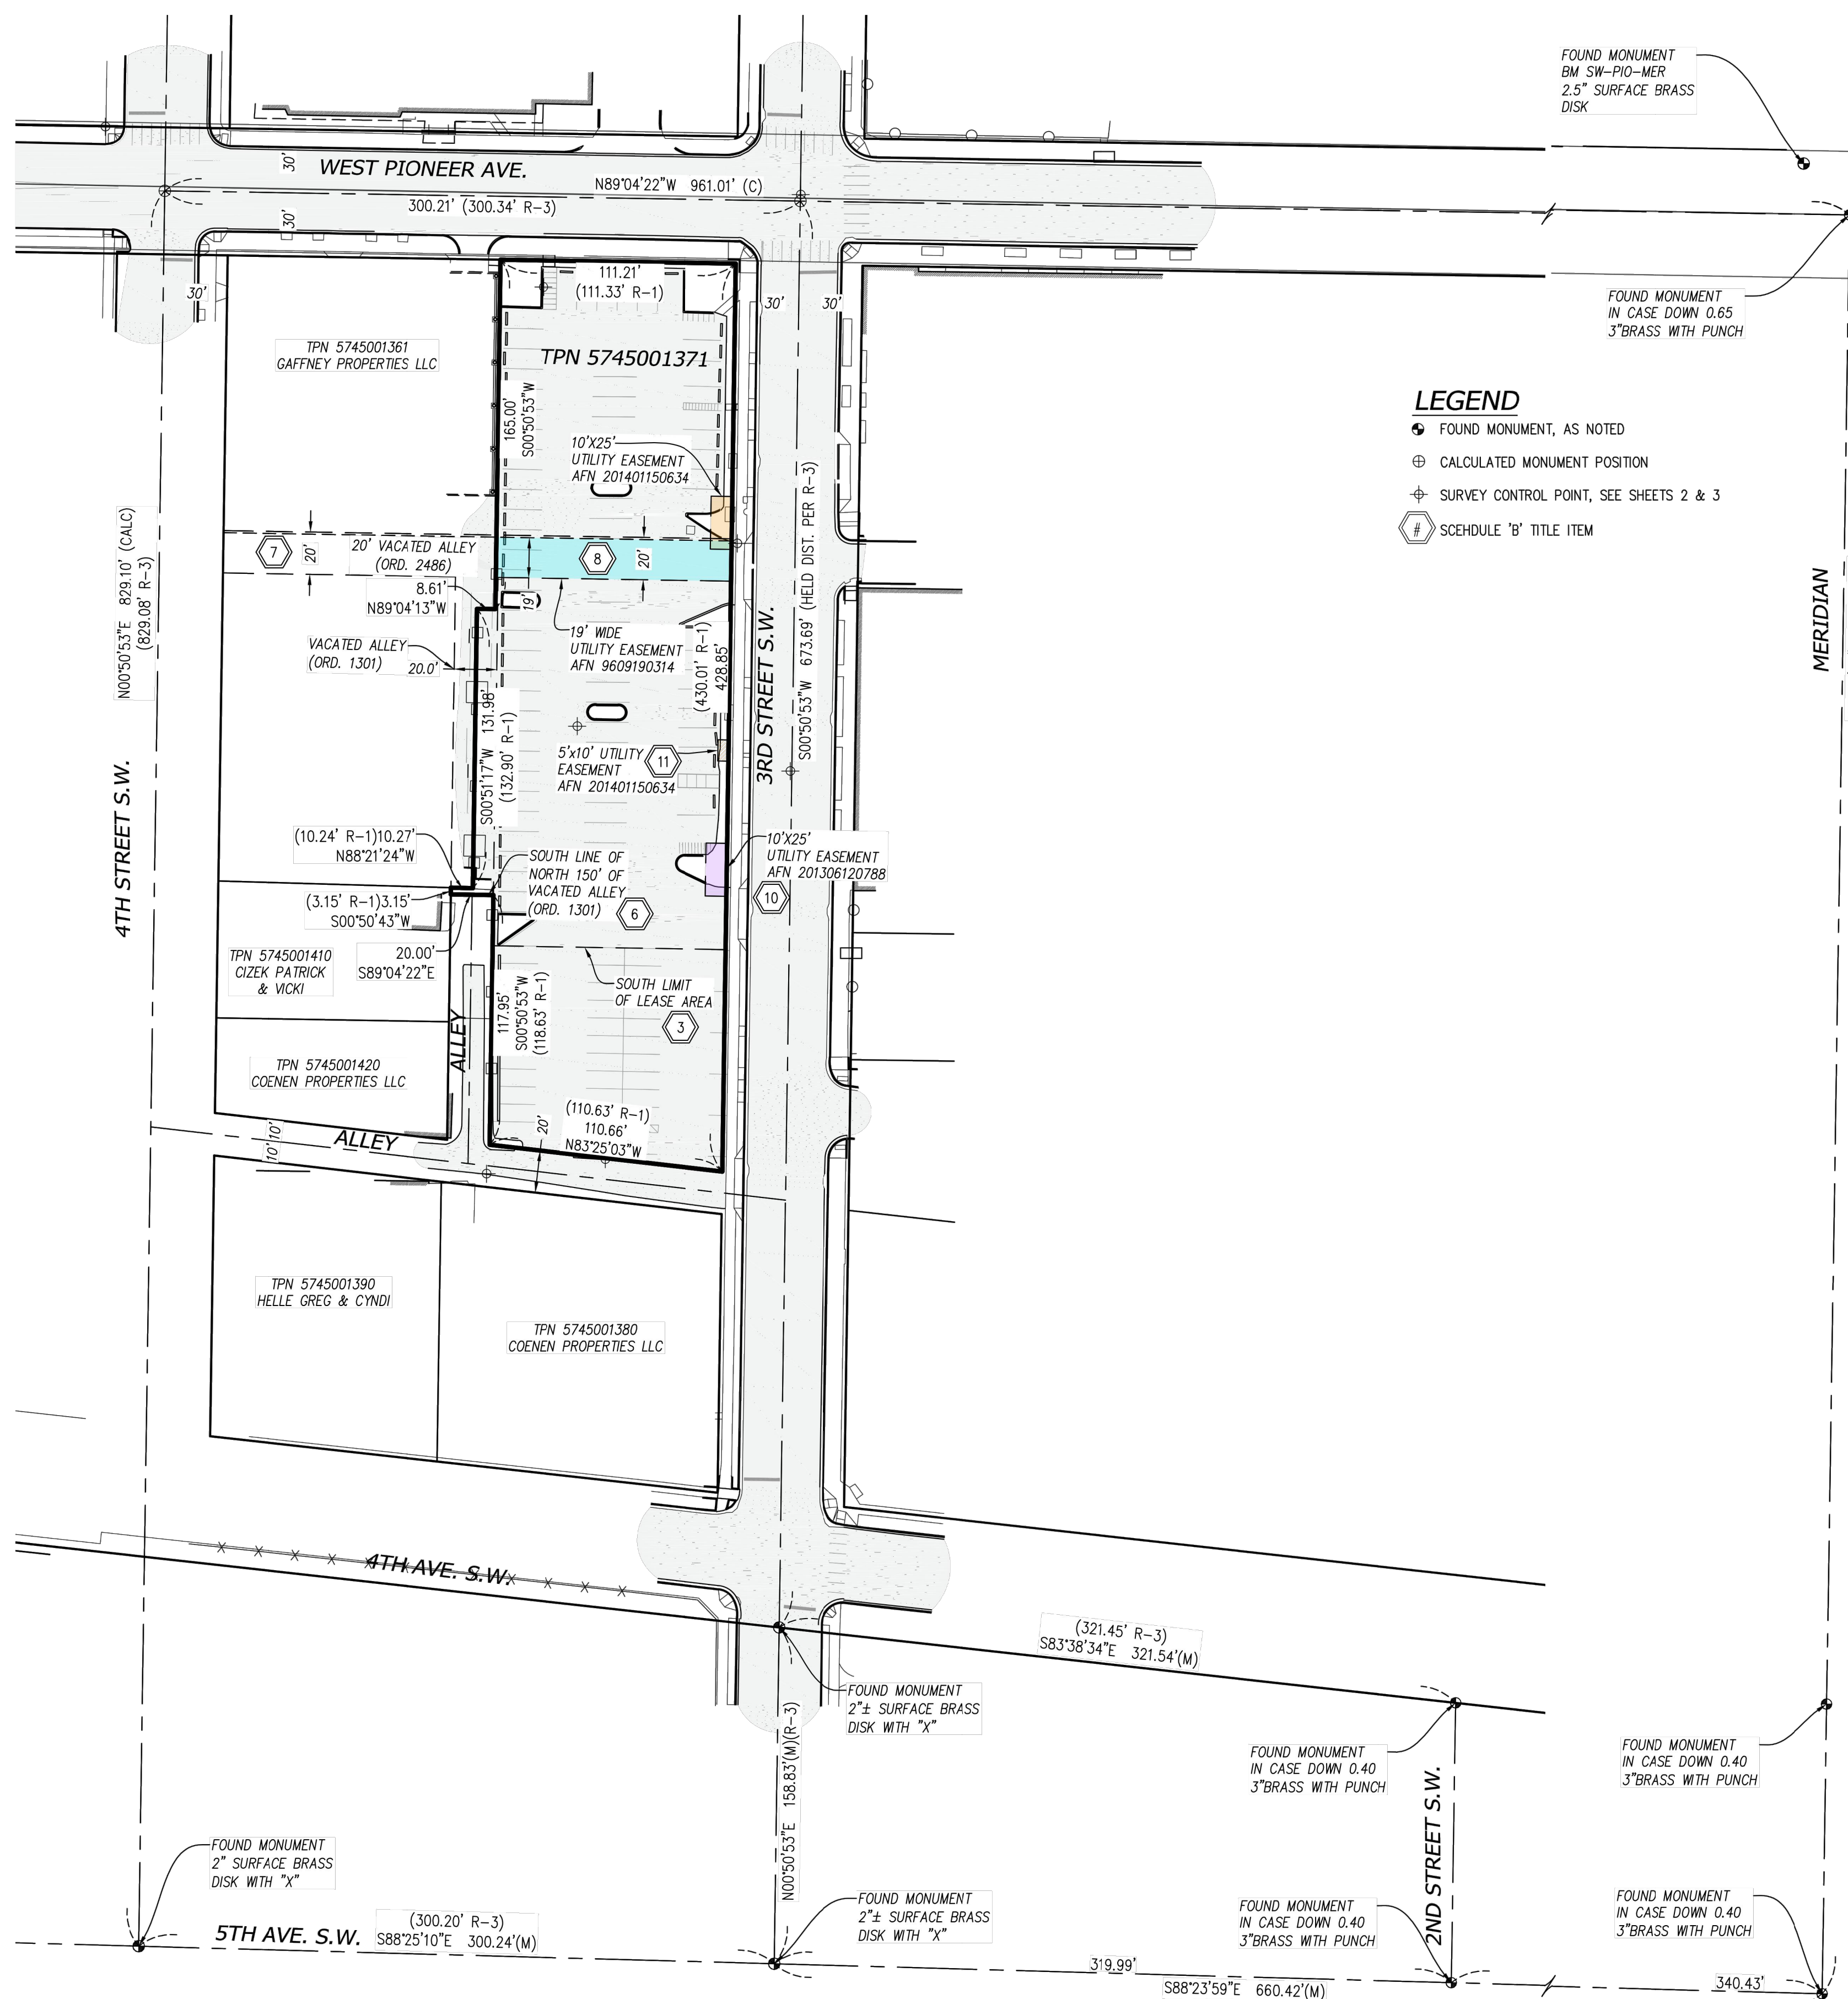 FOUND MONUMENT
BM SW-PIO-MER
2.5" SURFACE BRASS
DISK
30'
WEST PIONEER AVE.
N89°04'22"W 961.01' (C)
300.21' (300.34' R-3)
30'
30'
111.21'
(111.33' R-1)
30'
30'
FOUND MONUMENT
IN CASE DOWN 0.65
3"BRASS WITH PUNCH
TPN 5745001361
GAFFNEY PROPERTIES LLC
TPN 5745001371
165.00'
S00°50'53"W
LEGEND
FOUND MONUMENT, AS NOTED
CALCULATED MONUMENT POSITION
SURVEY CONTROL POINT, SEE SHEETS 2 & 3
#
SCEHDULE 'B' TITLE ITEM
10'X25'
UTILITY EASEMENT
AFN 201401150634
N00°50'53"E 829.10' (CALC)
(829.08' R-3)
7
20'
20' VACATED ALLEY
(ORD. 2486)
8
20'
19'
8.61'
N89°04'13"W
S00°50'53"W 673.69' (HELD DIST. PER R-3)
3RD STREET S.W.
MERIDIAN
VACATED ALLEY
(ORD. 1301)
20.0'
19' WIDE
UTILITY EASEMENT
AFN 9609190314
(430.01' R-1)
428.85'
S00°51'17"W 131.98'
(132.90' R-1)
5'x10' UTILITY
EASEMENT
AFN 201401150634
11
4TH STREET S.W.
(10.24' R-1)10.27'
N88°21'24"W
10'X25'
UTILITY EASEMENT
AFN 201306120788
10
SOUTH LINE OF
NORTH 150' OF
VACATED ALLEY
(ORD. 1301)
6
(3.15' R-1)3.15'
S00°50'43"W
20.00'
S89°04'22"E
TPN 5745001410
CIZEK PATRICK
& VICKI
SOUTH LIMIT
OF LEASE AREA
3
117.95'
S00°50'53"W
(118.63' R-1)
ALLEY
TPN 5745001420
COENEN PROPERTIES LLC
(110.63' R-1)
110.66'
N83°25'03"W
20'
10'
10'
ALLEY
TPN 5745001390
HELLE GREG & CYNDI
TPN 5745001380
COENEN PROPERTIES LLC
4TH AVE. S.W.
(321.45' R-3)
S83°38'34"E 321.54'(M)
FOUND MONUMENT
2"± SURFACE BRASS
DISK WITH "X"
N00°50'53"E 158.83'(M)(R-3)
FOUND MONUMENT
IN CASE DOWN 0.40
3"BRASS WITH PUNCH
FOUND MONUMENT
IN CASE DOWN 0.40
3"BRASS WITH PUNCH
2ND STREET S.W.
FOUND MONUMENT
2" SURFACE BRASS
DISK WITH "X"
FOUND MONUMENT
2"± SURFACE BRASS
DISK WITH "X"
FOUND MONUMENT
IN CASE DOWN 0.40
3"BRASS WITH PUNCH
FOUND MONUMENT
IN CASE DOWN 0.40
3"BRASS WITH PUNCH
5TH AVE. S.W.
(300.20' R-3)
S88°25'10"E 300.24'(M)
319.99'
S88°23'59"E 660.42'(M)
340.43'